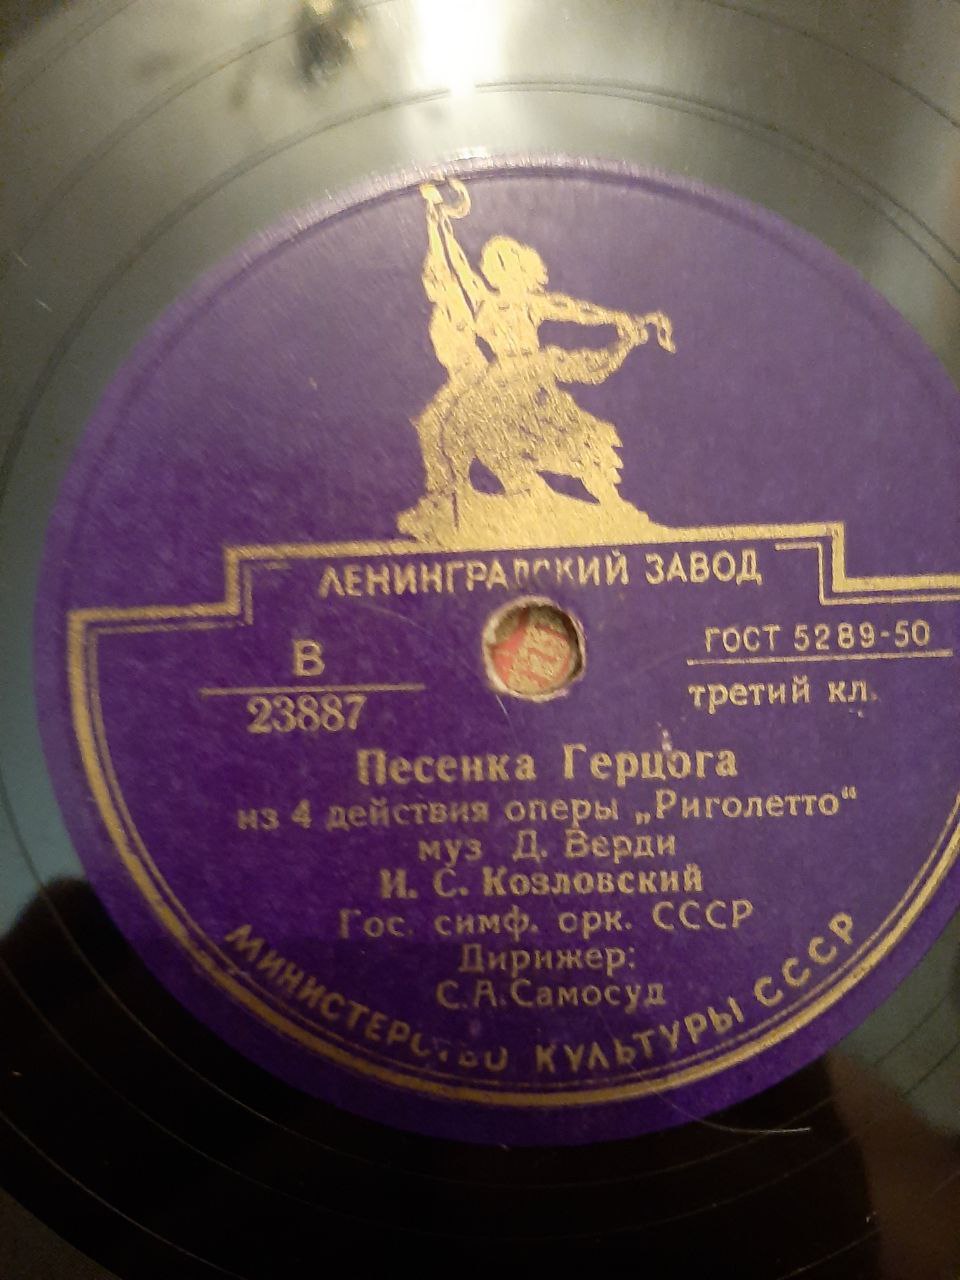 ЛЕНИНГРАДСКИЙ ЗАВОД
В
23887
ГОСТ 5289-50
третий кл.
Песенка Герцога
из 4 действия оперы „Риголетто“
муз Д. Верди
И. С. Козловский
Гос. симф. орк. СССР
Дирижер:
С.А.Самосуд
МИНИСТЕРСТВО КУЛЬТУРЫ СССР